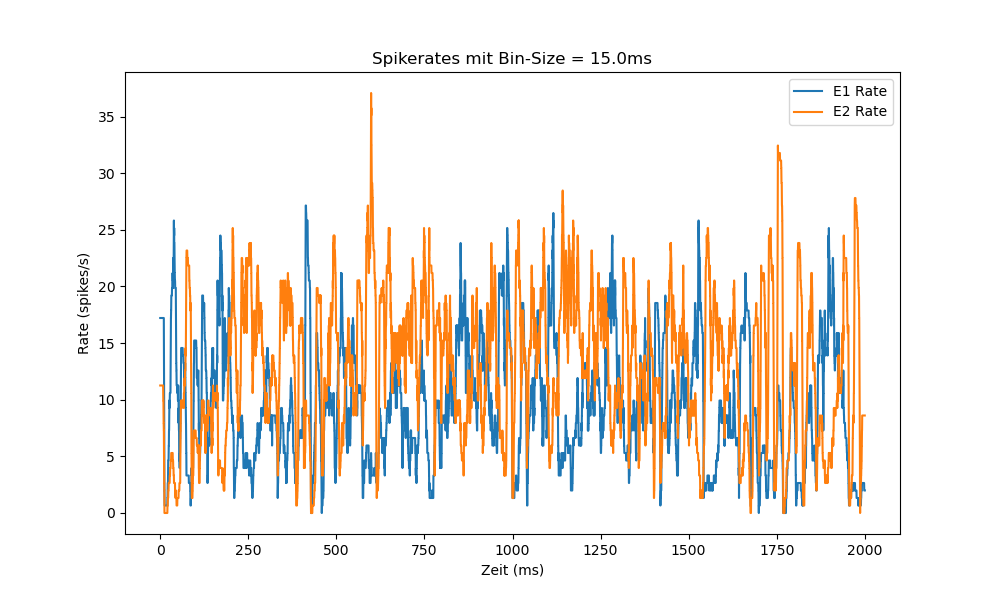 Spikerates mit Bin-Size = 15.0ms
E1 Rate
E2 Rate
Rate (spikes/s)
35
30
25
20
15
10
5
0
0 250 500 750 1000 1250 1500 1750 2000
Zeit (ms)